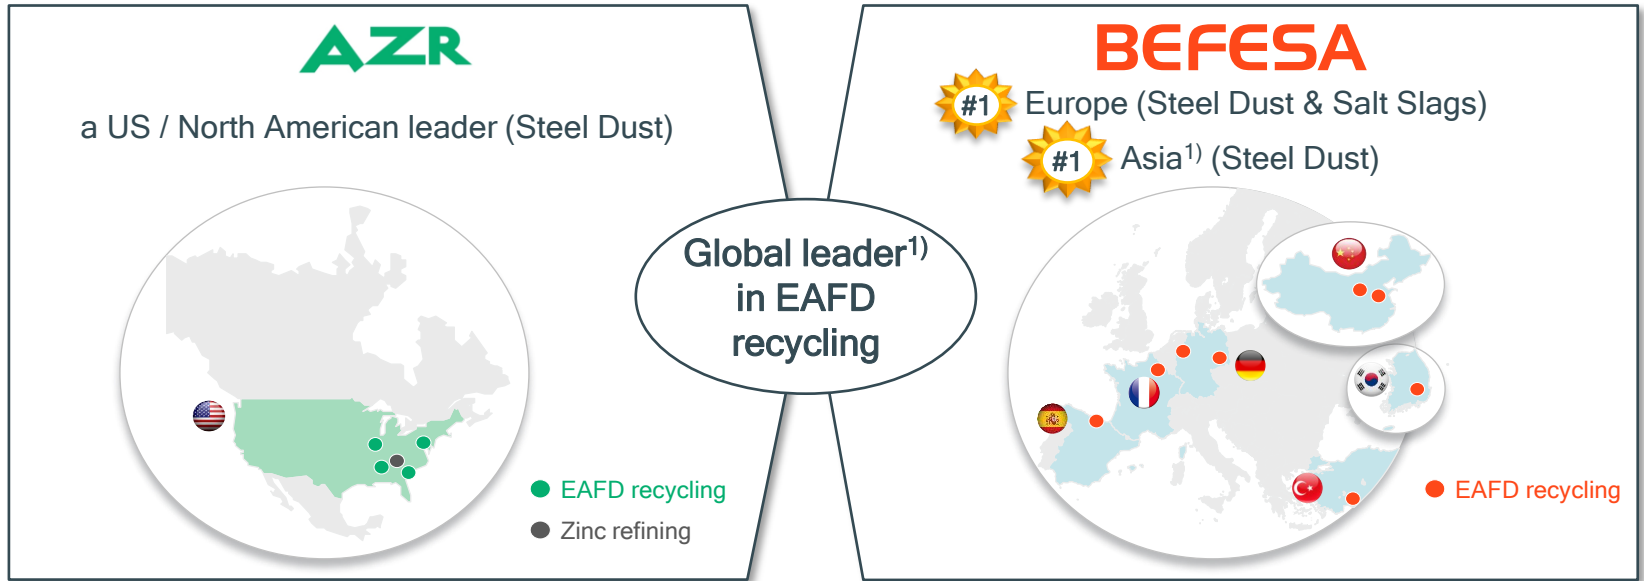 AZR
a US / North American leader (Steel Dust)
EAFD recycling
Zinc refining
Global leader1)
in EAFD
recycling
BEFESA
#1 Europe (Steel Dust & Salt Slags)
#1 Asia1) (Steel Dust)
EAFD recycling